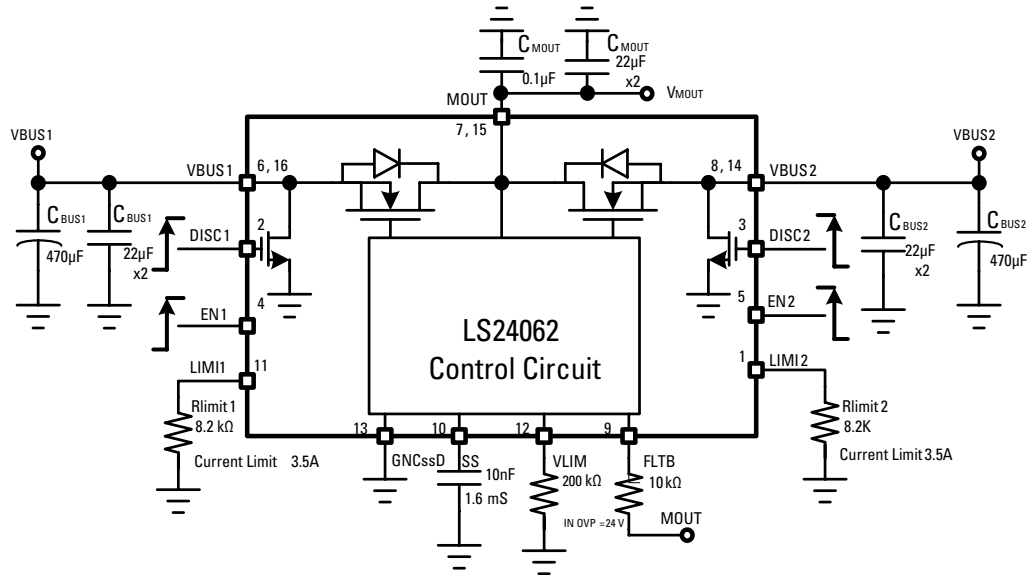 CMOUT
0.1µF
CMOUT
22µF
x2
VMOUT
MOUT
7, 15
VBUS1
VBUS1
6, 16
8, 14
VBUS2
VBUS2
CBUS1
470µF
CBUS1
22µF
x2
DISC1
2
3
DISC2
CBUS2
22µF
x2
CBUS2
470µF
EN1
4
5
EN2
LS24062
Control Circuit
LIMI1
11
1
LIMI2
Rlimit 1
8.2 kΩ
Current Limit 3.5A
Rlimit 2
8.2K
Current Limit 3.5A
13
10
12
9
GNCssD
SS
10nF
1.6 mS
VLIM
200 kΩ
IN OVP =24 V
FLTB
10 kΩ
MOUT